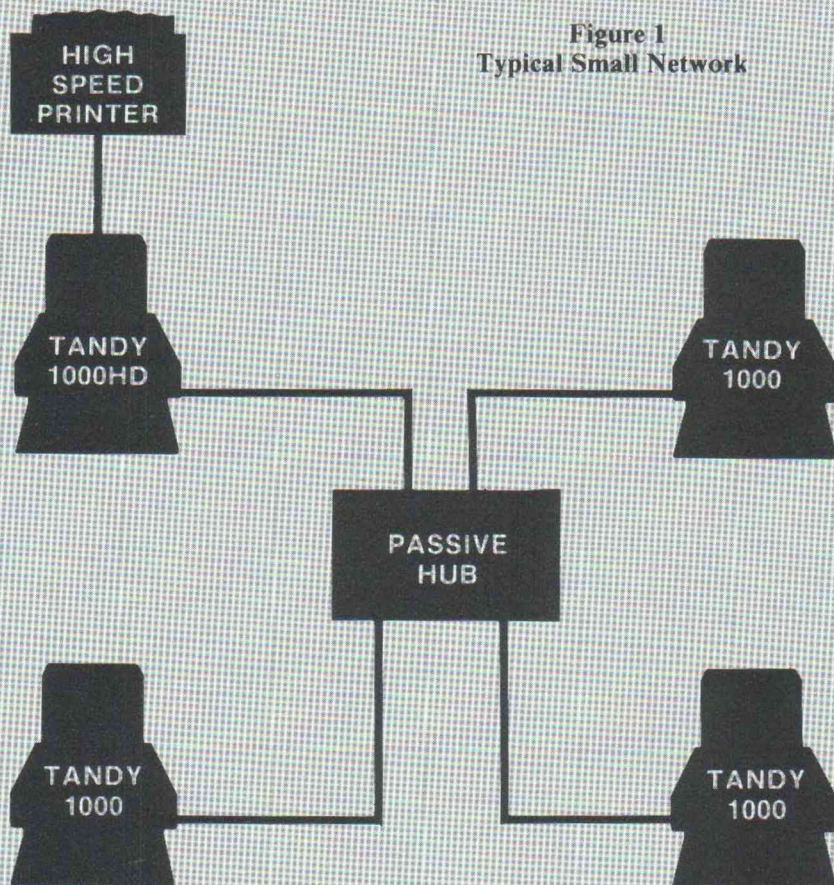 Figure 1
Typical Small Network
HIGH
SPEED
PRINTER
TANDY
1000HD
TANDY
1000
PASSIVE
HUB
TANDY
1000
TANDY
1000